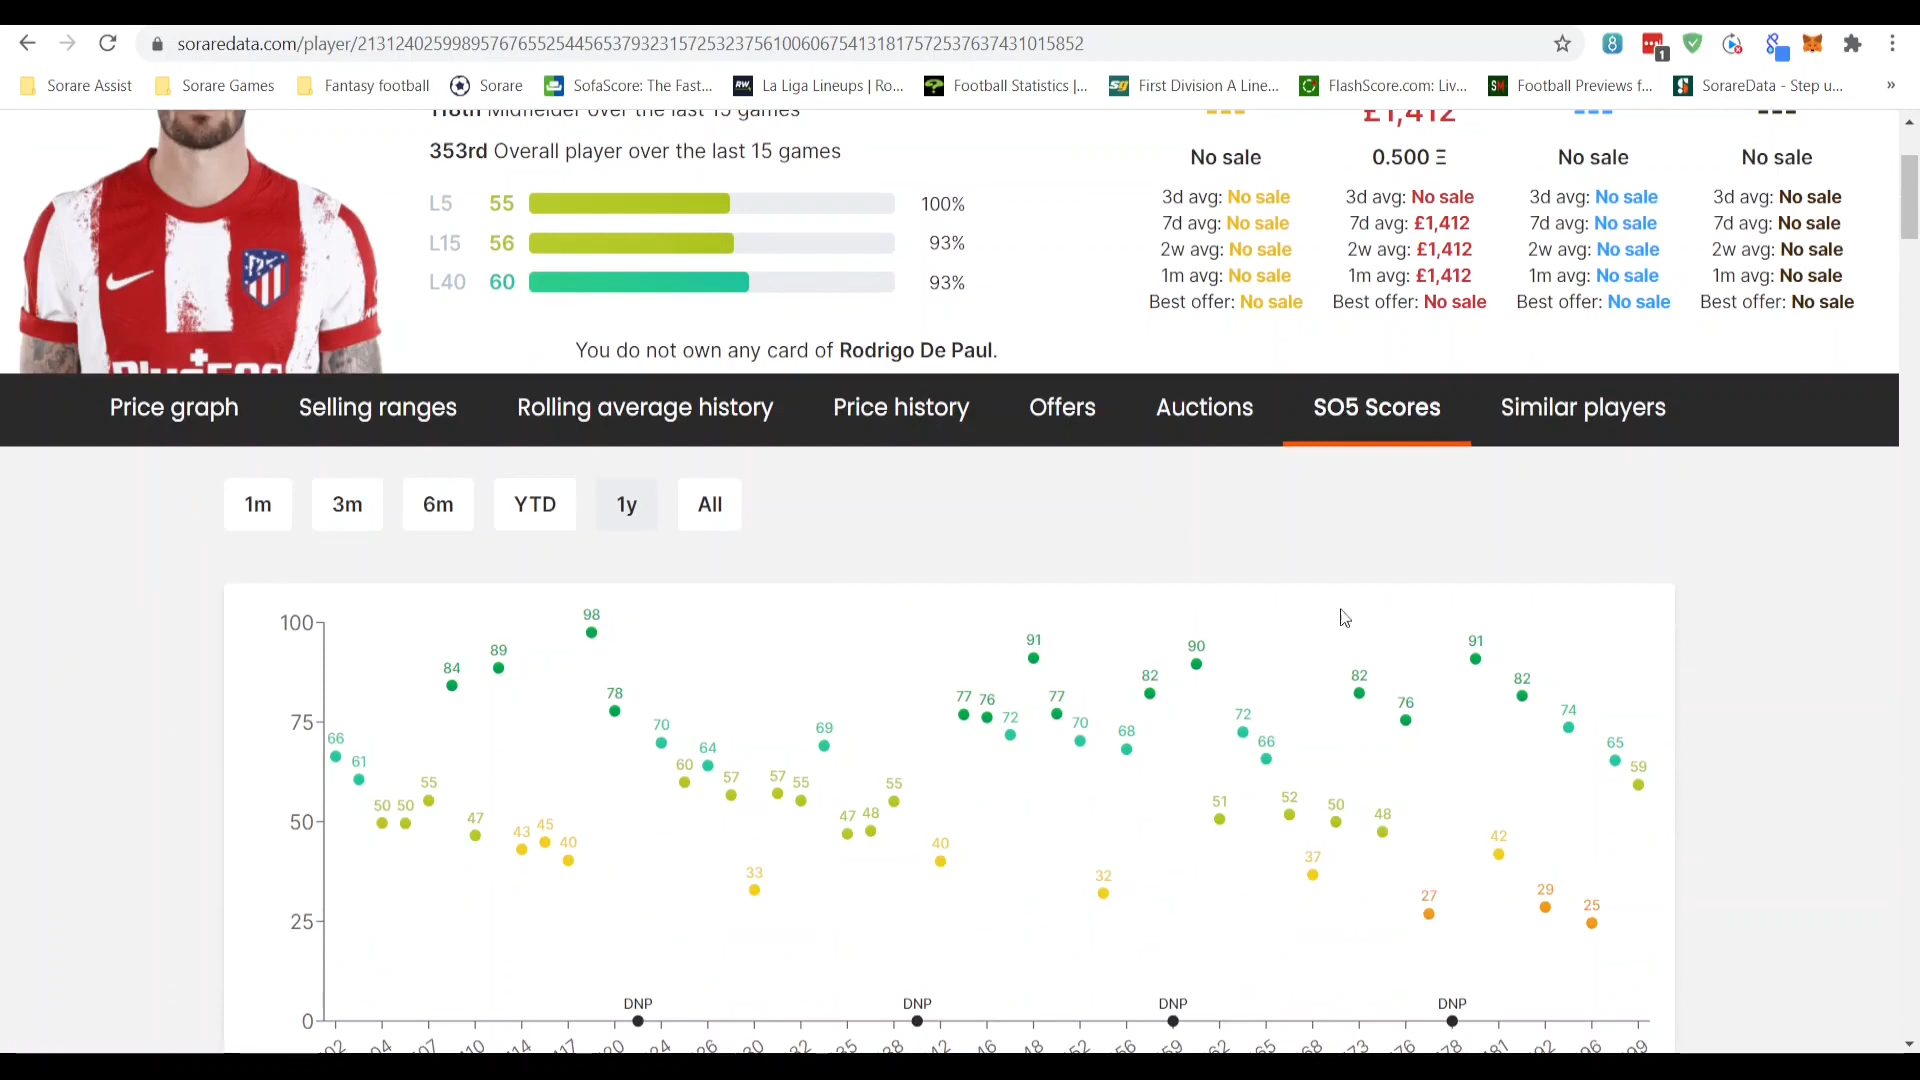 soraredata.com/player/21312402599895767655254456537932315725323756100606754131817572537637431015852
1
Sorare Assist
Sorare Games
Fantasy football
Sorare
SofaScore: The Fast...
La Liga Lineups | Ro...
Football Statistics |...
First Division A Line...
FlashScore.com: Liv...
Football Previews f...
SorareData - Step u...
»
118th Midfielder over the last 15 games
£1,412
353rd Overall player over the last 15 games
No sale 0.500 Ξ No sale No sale
L5 55 100%
L15 56 93%
L40 60 93%
3d avg: No sale 3d avg: No sale 3d avg: No sale 3d avg: No sale
7d avg: No sale 7d avg: £1,412 7d avg: No sale 7d avg: No sale
2w avg: No sale 2w avg: £1,412 2w avg: No sale 2w avg: No sale
1m avg: No sale 1m avg: £1,412 1m avg: No sale 1m avg: No sale
Best offer: No sale Best offer: No sale Best offer: No sale Best offer: No sale
You do not own any card of Rodrigo De Paul.
Price graph Selling ranges Rolling average history Price history Offers Auctions SO5 Scores Similar players
1m 3m 6m YTD 1y All
100
75
50
25
0
66 61 50 50 55 84 47 89 43 45 40 98 78 DNP 70 60 64 57 33 57 55 69 47 48 55 DNP 40 77 76 72 91 77 70 32 68 82 DNP 90 51 72 66 52 37 50 82 48 76 27 DNP 91 42 82 29 74 25 65 59